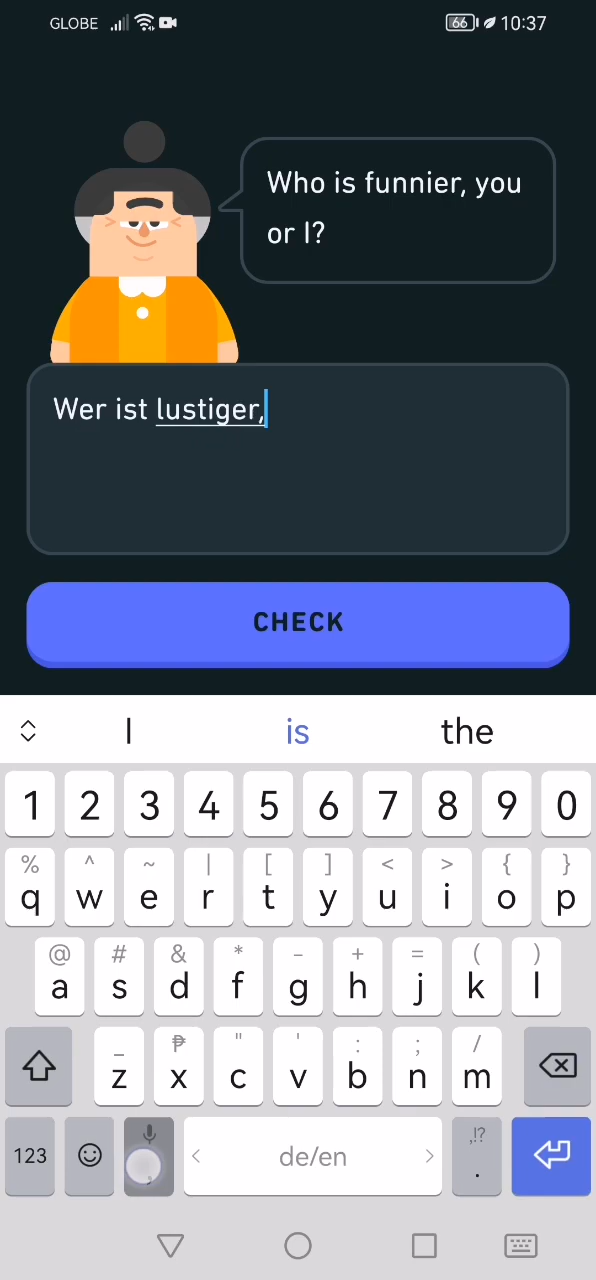 GLOBE 66 10:37
Who is funnier, you
or I?
Wer ist lustiger,
CHECK
I is the
1 2 3 4 5 6 7 8 9 0
% ^ ~ | [ ] < > { }
q w e r t y u i o p
@ # & * - + = ( )
a s d f g h j k l
_ ₱ " ' : ; /
z x c v b n m
123 , < de/en > ,!? .